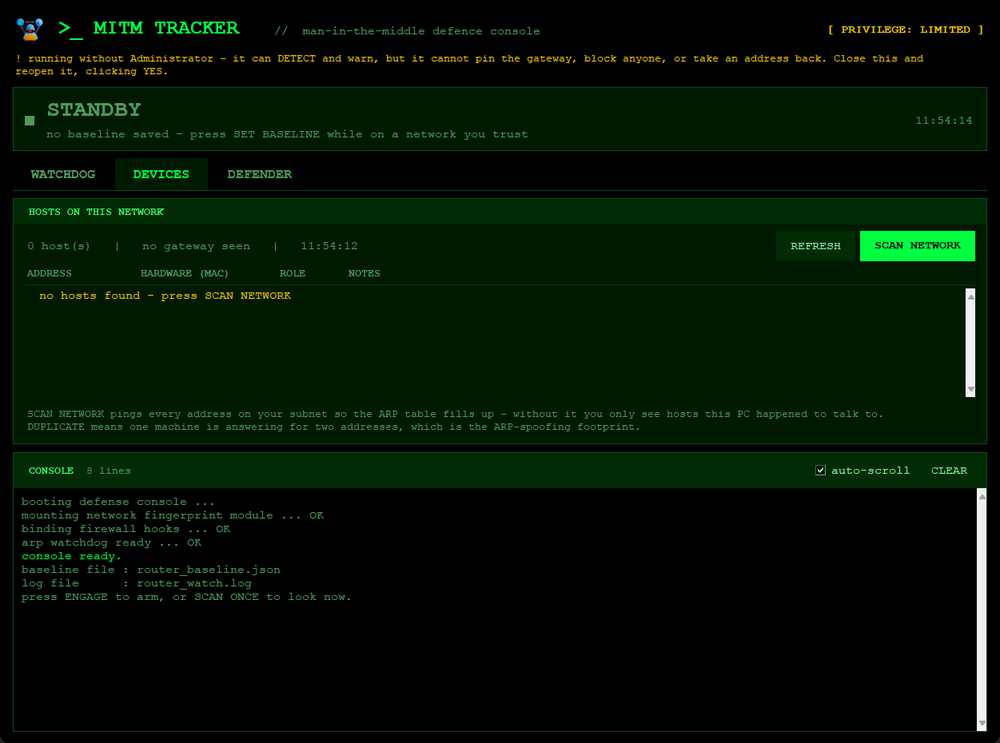 >_ MITM TRACKER // man-in-the-middle defence console [ PRIVILEGE: LIMITED ]
! running without Administrator - it can DETECT and warn, but it cannot pin the gateway, block anyone, or take an address back. Close this and
reopen it, clicking YES.
STANDBY
no baseline saved - press SET BASELINE while on a network you trust
11:54:14
WATCHDOG DEVICES DEFENDER
HOSTS ON THIS NETWORK
0 host(s) | no gateway seen | 11:54:12 REFRESH SCAN NETWORK
ADDRESS HARDWARE (MAC) ROLE NOTES
no hosts found - press SCAN NETWORK
SCAN NETWORK pings every address on your subnet so the ARP table fills up - without it you only see hosts this PC happened to talk to.
DUPLICATE means one machine is answering for two addresses, which is the ARP-spoofing footprint.
CONSOLE 8 lines auto-scroll CLEAR
booting defense console ...
mounting network fingerprint module ... OK
binding firewall hooks ... OK
arp watchdog ready ... OK
console ready.
baseline file : router_baseline.json
log file : router_watch.log
press ENGAGE to arm, or SCAN ONCE to look now.